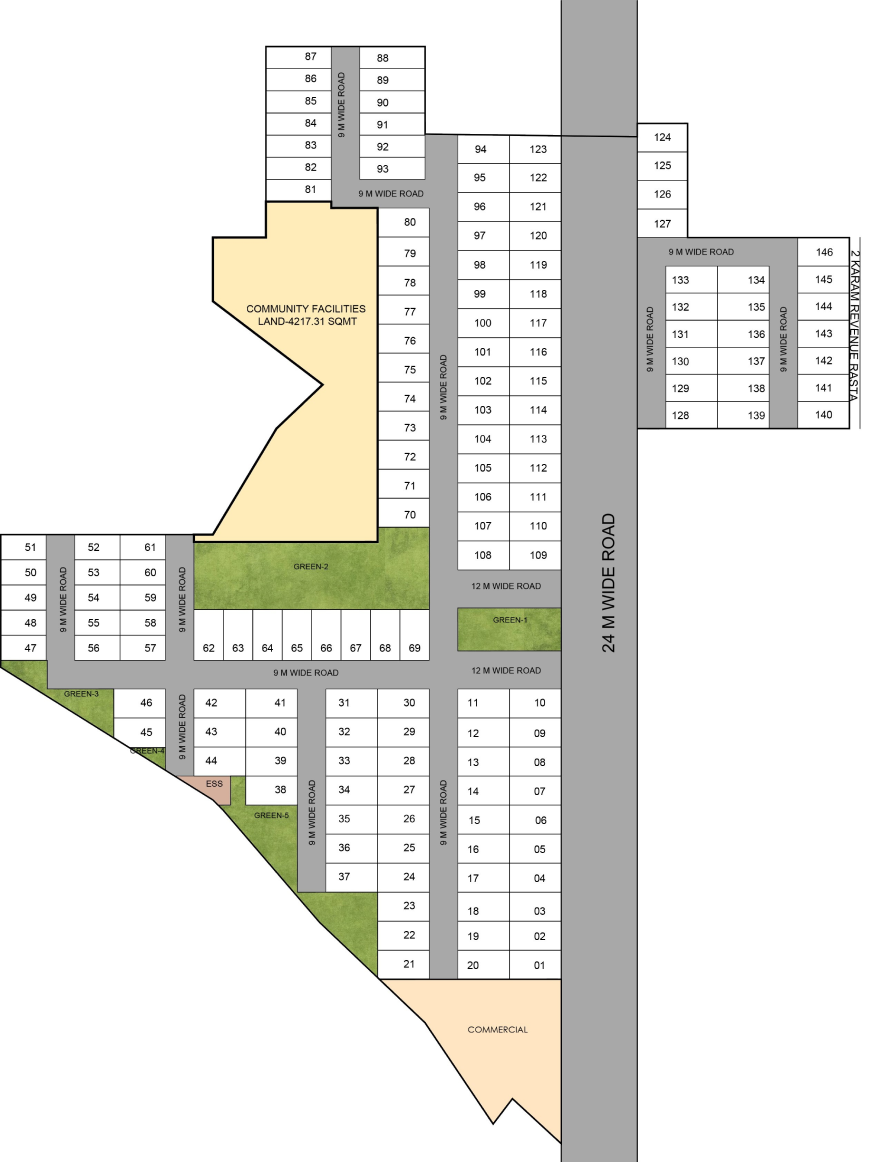 87 88
86 89
85 90
84 91
83 92
82 93
81
9 M WIDE ROAD
9 M WIDE ROAD
94 123
95 122
96 121
97 120
98 119
99 118
100 117
101 116
102 115
103 114
104 113
105 112
106 111
107 110
108 109
124
125
126
127
9 M WIDE ROAD
146
133 134 145
132 135 144
131 136 143
130 137 142
129 138 141
128 139 140
9 M WIDE ROAD
9 M WIDE ROAD
2 KARAM REVENUE RASTA
80
79
78
77
76
75
74
73
72
71
70
COMMUNITY FACILITIES
LAND-4217.31 SQMT
9 M WIDE ROAD
24 M WIDE ROAD
51 52 61
50 53 60
49 54 59
48 55 58
47 56 57
9 M WIDE ROAD
9 M WIDE ROAD
GREEN-2
12 M WIDE ROAD
GREEN-1
62 63 64 65 66 67 68 69
9 M WIDE ROAD
12 M WIDE ROAD
GREEN-3
46 42 41 31 30 11 10
45 43 40 32 29 12 09
GREEN-4
9 M WIDE ROAD
44 39 33 28 13 08
ESS
38 34 27 14 07
GREEN-5
35 26 15 06
9 M WIDE ROAD
9 M WIDE ROAD
36 25 16 05
37 24 17 04
23 18 03
22 19 02
21 20 01
COMMERCIAL